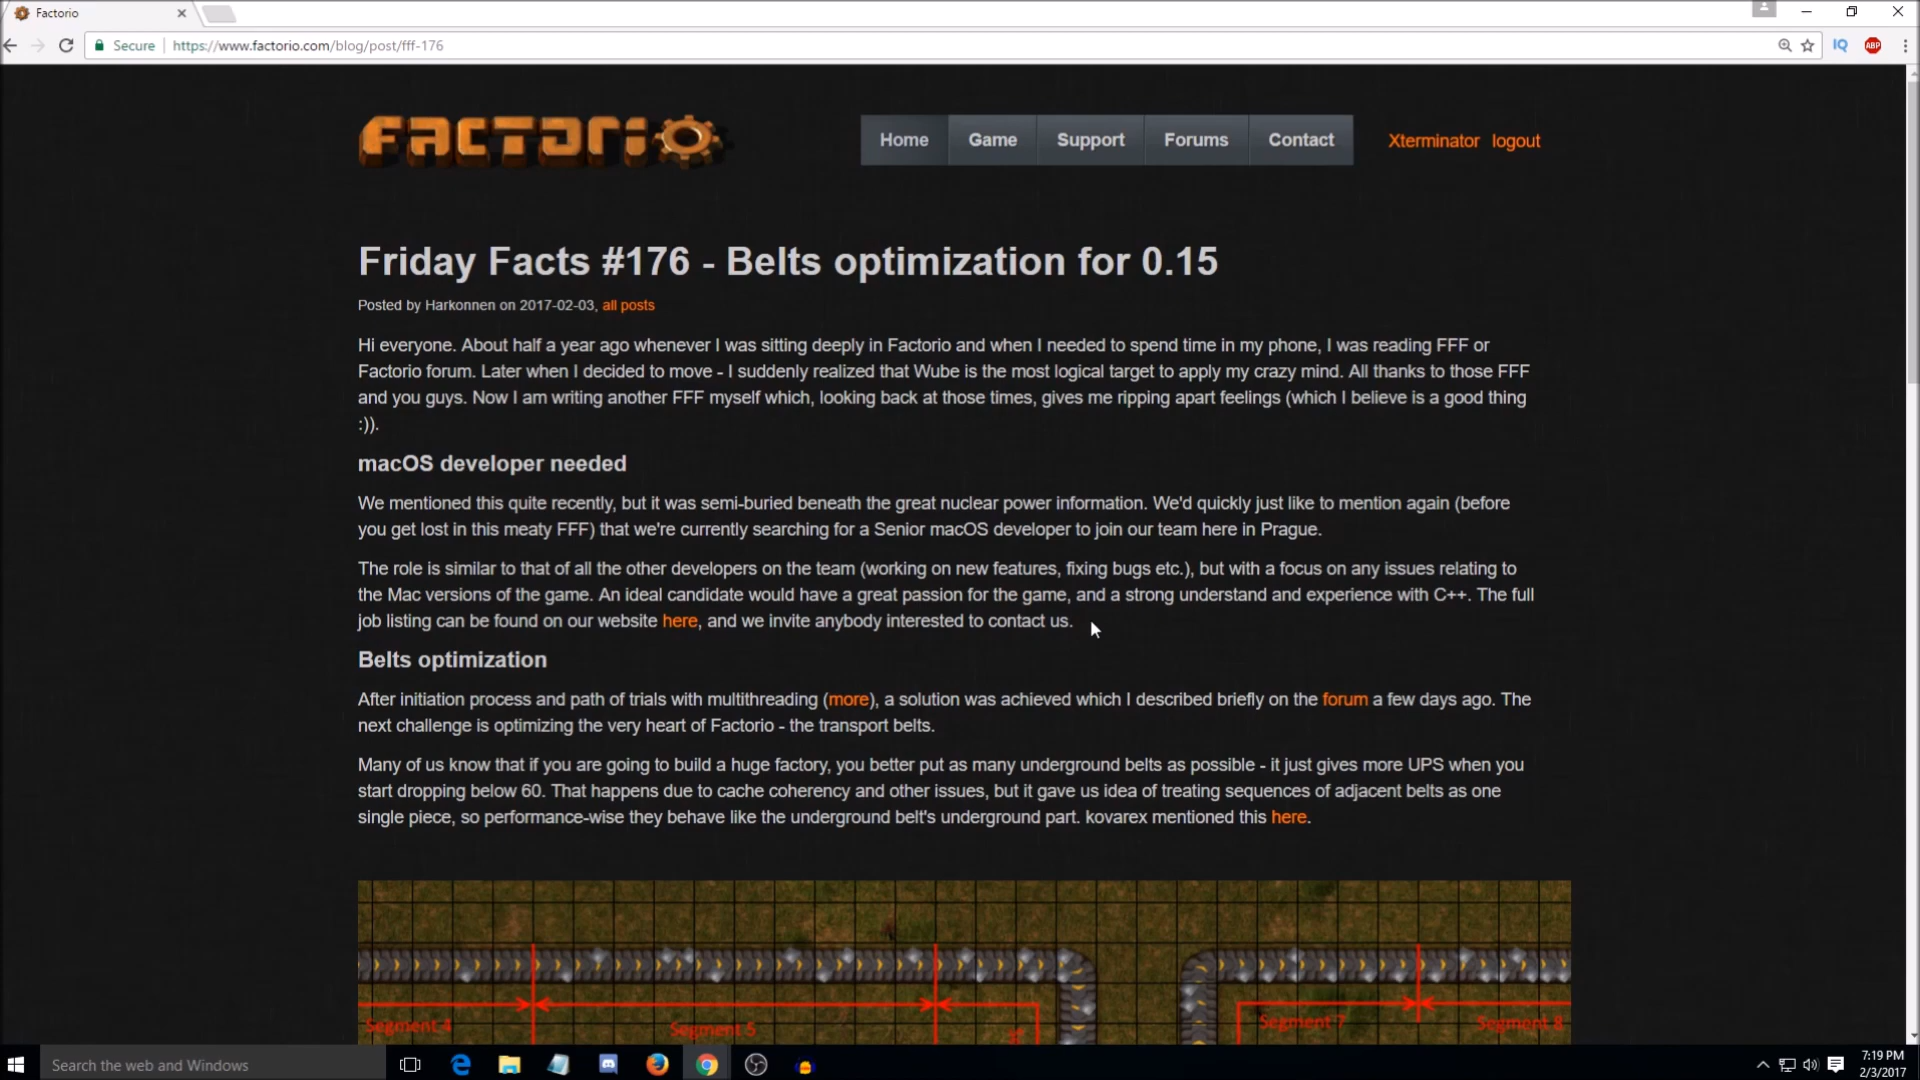 Factorio
Secure https://www.factorio.com/blog/post/fff-176
IQ ABP
FACTORIO
Home Game Support Forums Contact Xterminator logout
Friday Facts #176 - Belts optimization for 0.15
Posted by Harkonnen on 2017-02-03, all posts
Hi everyone. About half a year ago whenever I was sitting deeply in Factorio and when I needed to spend time in my phone, I was reading FFF or
Factorio forum. Later when I decided to move - I suddenly realized that Wube is the most logical target to apply my crazy mind. All thanks to those FFF
and you guys. Now I am writing another FFF myself which, looking back at those times, gives me ripping apart feelings (which I believe is a good thing
:)).
macOS developer needed
We mentioned this quite recently, but it was semi-buried beneath the great nuclear power information. We'd quickly just like to mention again (before
you get lost in this meaty FFF) that we're currently searching for a Senior macOS developer to join our team here in Prague.
The role is similar to that of all the other developers on the team (working on new features, fixing bugs etc.), but with a focus on any issues relating to
the Mac versions of the game. An ideal candidate would have a great passion for the game, and a strong understand and experience with C++. The full
job listing can be found on our website here, and we invite anybody interested to contact us.
Belts optimization
After initiation process and path of trials with multithreading (more), a solution was achieved which I described briefly on the forum a few days ago. The
next challenge is optimizing the very heart of Factorio - the transport belts.
Many of us know that if you are going to build a huge factory, you better put as many underground belts as possible - it just gives more UPS when you
start dropping below 60. That happens due to cache coherency and other issues, but it gave us idea of treating sequences of adjacent belts as one
single piece, so performance-wise they behave like the underground belt's underground part. kovarex mentioned this here.
Segment 4 Segment 5 Segment 7 Segment 8
Search the web and Windows
7:19 PM
2/3/2017